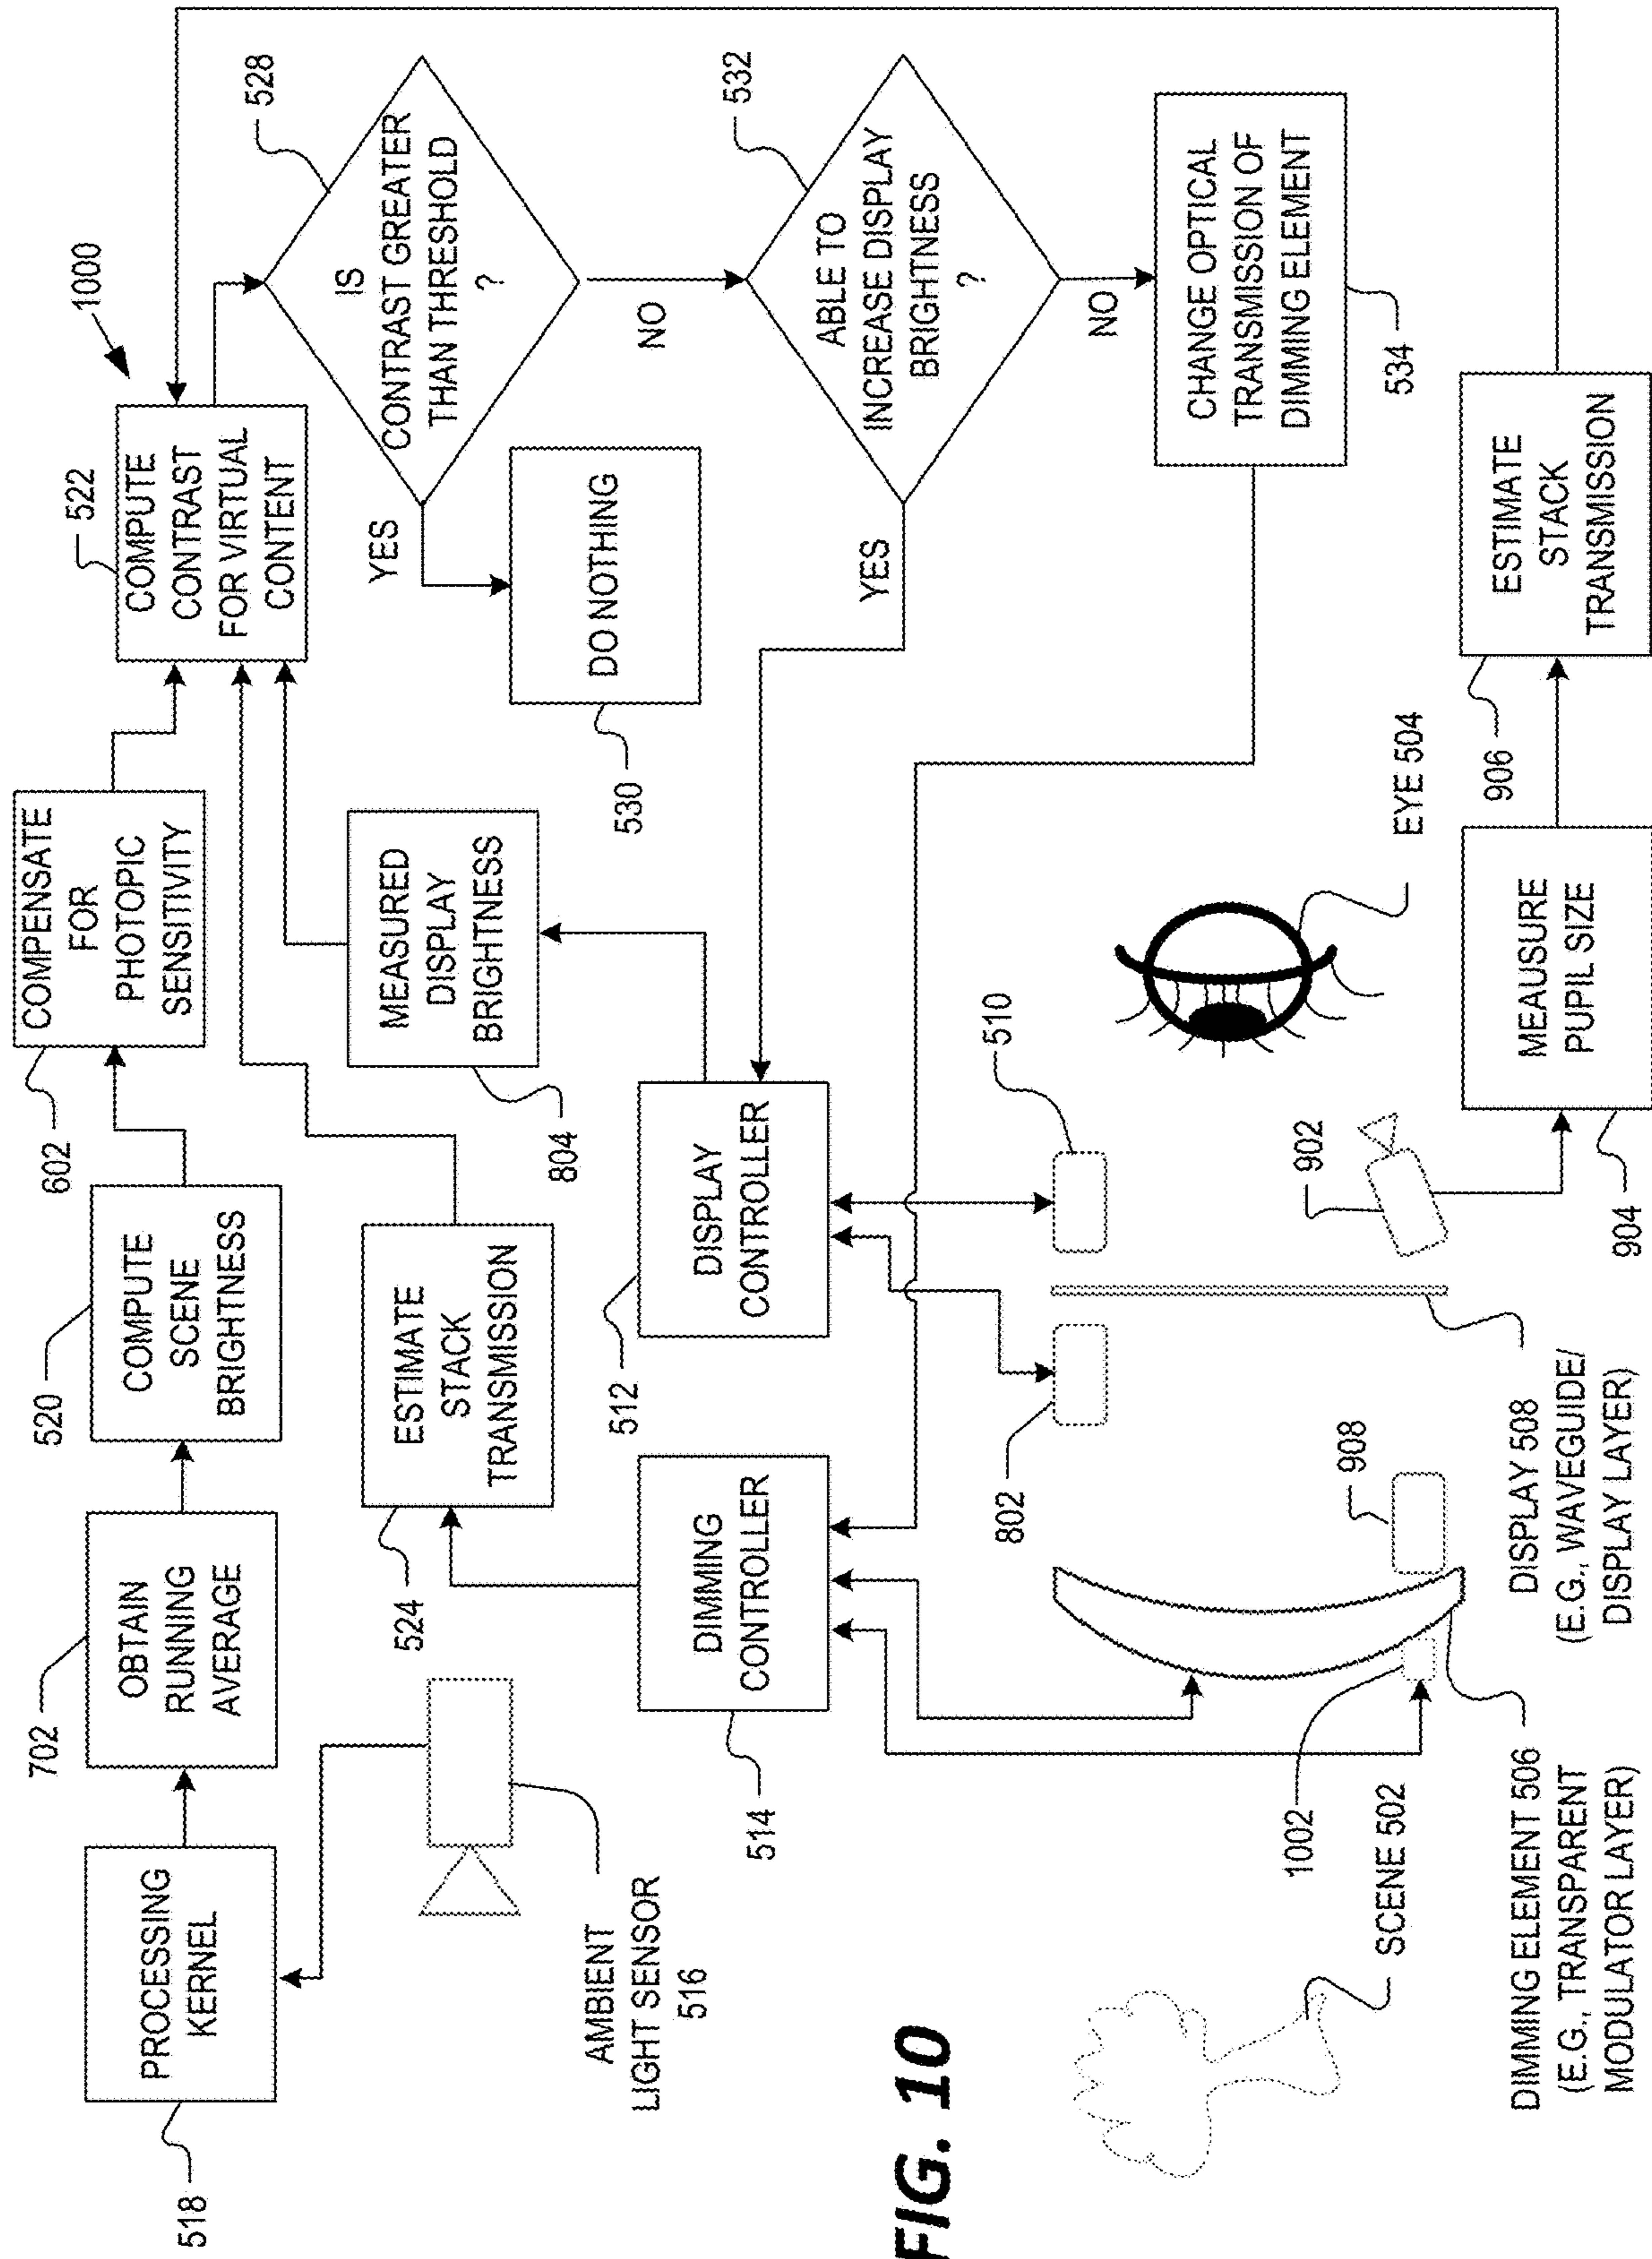 1000
518
PROCESSING
KERNEL
702
OBTAIN
RUNNING
AVERAGE
520
COMPUTE
SCENE
BRIGHTNESS
602
COMPENSATE
FOR
PHOTOPIC
SENSITIVITY
522
COMPUTE
CONTRAST
FOR VIRTUAL
CONTENT
528
IS
CONTRAST GREATER
THAN THRESHOLD
?
YES
NO
DO NOTHING
530
532
ABLE TO
INCREASE DISPLAY
BRIGHTNESS
?
YES
NO
CHANGE OPTICAL
TRANSMISSION OF
DIMMING ELEMENT
534
AMBIENT
LIGHT SENSOR
516
524
ESTIMATE
STACK
TRANSMISSION
MEASURED
DISPLAY
BRIGHTNESS
804
514
DIMMING
CONTROLLER
512
DISPLAY
CONTROLLER
FIG. 10
SCENE 502
1002
908
802
510
902
EYE 504
DIMMING ELEMENT 506
(E.G., TRANSPARENT
MODULATOR LAYER)
DISPLAY 508
(E.G., WAVEGUIDE/
DISPLAY LAYER)
904
MEAUSURE
PUPIL SIZE
906
ESTIMATE
STACK
TRANSMISSION